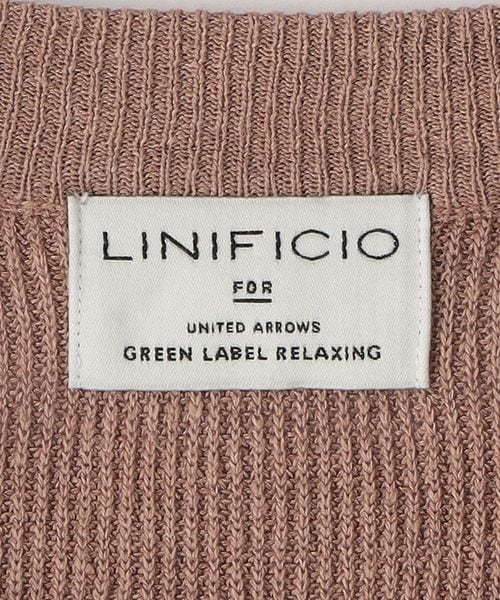 LINIFICIO
FOR
UNITED ARROWS
GREEN LABEL RELAXING